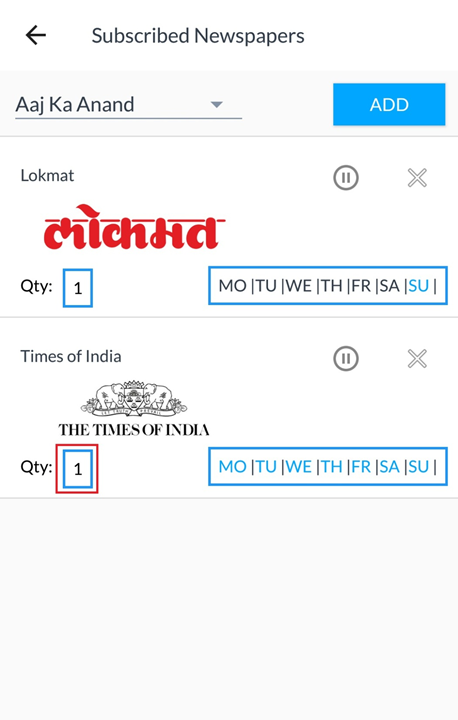 Subscribed Newspapers
Aaj Ka Anand
ADD
Lokmat
लोकमत
Qty: 1
MO |TU |WE |TH |FR |SA |SU |
Times of India
THE TIMES OF INDIA
Qty: 1
MO |TU |WE |TH |FR |SA |SU |